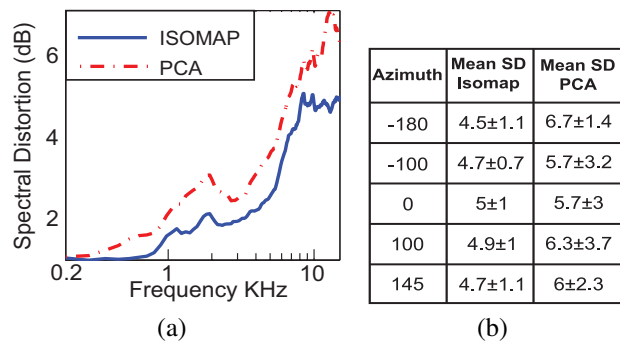 (a)
ISOMAP
PCA
Spectral Distortion (dB)
6
4
2
0.2
1
10
Frequency KHz
(a)
Azimuth Mean SD Isomap Mean SD PCA
-180 4.5±1.1 6.7±1.4
-100 4.7±0.7 5.7±3.2
0 5±1 5.7±3
100 4.9±1 6.3±3.7
145 4.7±1.1 6±2.3
(b)